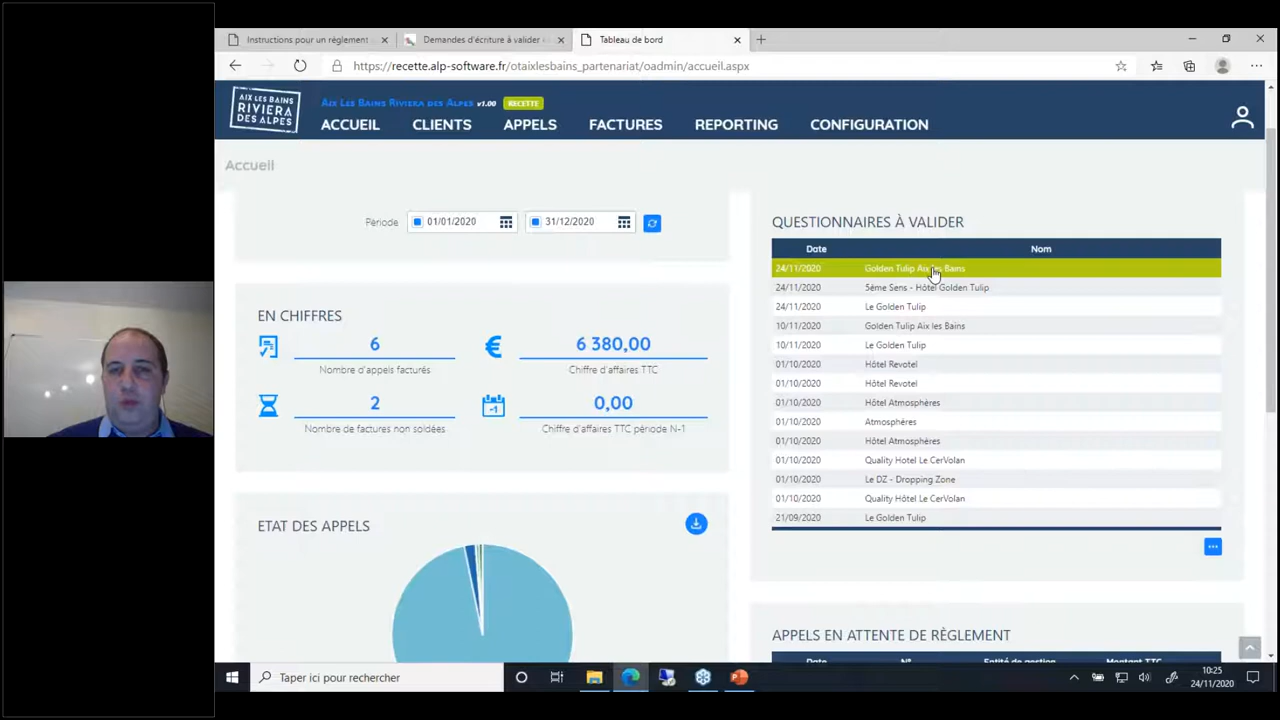 Instructions pour un règlement
Demandes d'écriture à valider
Tableau de bord
https://recette.alp-software.fr/otaixlesbains_partenariat/oadmin/accueil.aspx
AIX LES BAINS
RIVIERA
DES ALPES
Aix Les Bains Riviera des Alpes v1.00 RECETTE
ACCUEIL CLIENTS APPELS FACTURES REPORTING CONFIGURATION
Accueil
Période 01/01/2020 31/12/2020
EN CHIFFRES
6
Nombre d'appels facturés
6 380,00
Chiffre d'affaires TTC
2
Nombre de factures non soldées
0,00
Chiffre d'affaires TTC période N-1
ETAT DES APPELS
QUESTIONNAIRES À VALIDER
Date Nom
24/11/2020 Golden Tulip Aix les Bains
24/11/2020 5ème Sens - Hôtel Golden Tulip
24/11/2020 Le Golden Tulip
10/11/2020 Golden Tulip Aix les Bains
10/11/2020 Le Golden Tulip
01/10/2020 Hôtel Revotel
01/10/2020 Hôtel Revotel
01/10/2020 Hôtel Atmosphères
01/10/2020 Atmosphères
01/10/2020 Hôtel Atmosphères
01/10/2020 Quality Hotel Le CerVolan
01/10/2020 Le DZ - Dropping Zone
01/10/2020 Quality Hôtel Le CerVolan
21/09/2020 Le Golden Tulip
APPELS EN ATTENTE DE RÈGLEMENT
Date N° Entité de gestion Montant TTC
Taper ici pour rechercher
10:25
24/11/2020